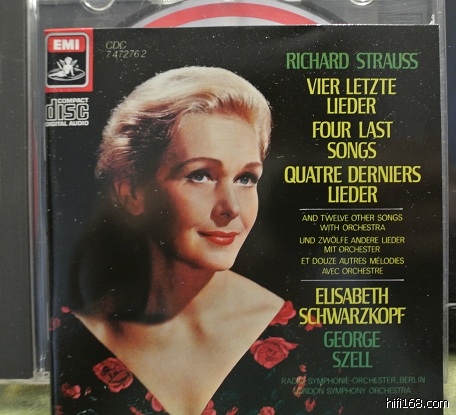 EMI
CDC
7 47276 2
COMPACT
disc
DIGITAL AUDIO
RICHARD STRAUSS
VIER LETZTE
LIEDER
FOUR LAST
SONGS
QUATRE DERNIERS
LIEDER
AND TWELVE OTHER SONGS
WITH ORCHESTRA
UND ZWÖLFE ANDERE LIEDER
MIT ORCHESTER
ET DOUZE AUTRES MÉLODIES
AVEC ORCHESTRE
ELISABETH
SCHWARZKOPF
GEORGE
SZELL
RADIO SYMPHONIE-ORCHESTER, BERLIN
LONDON SYMPHONY ORCHESTRA
hifi168.com